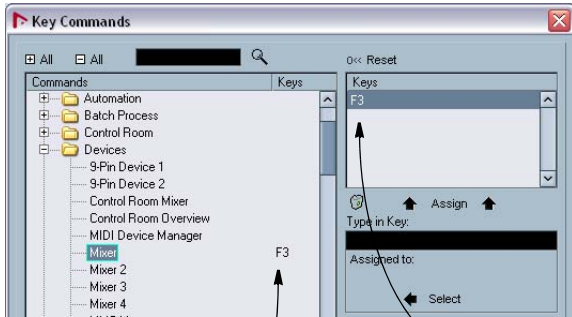 Key Commands
All All
0<< Reset
Commands Keys
Keys
Automation
F3
Batch Process
Control Room
Devices
9-Pin Device 1
9-Pin Device 2
Control Room Mixer
Assign
Control Room Overview
Type in Key:
MIDI Device Manager
Mixer F3
Assigned to:
Mixer 2
Mixer 3
Select
Mixer 4